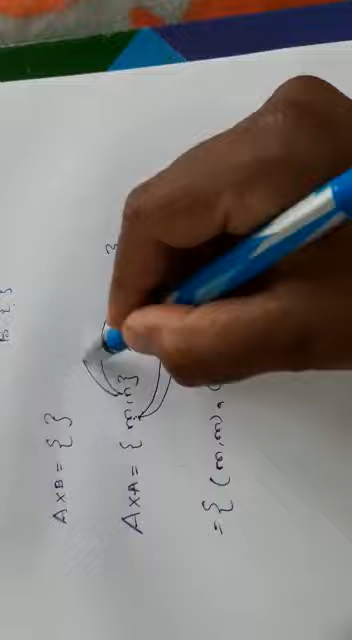 A×B = { }
A×A = { m,n}
= { (m,m),